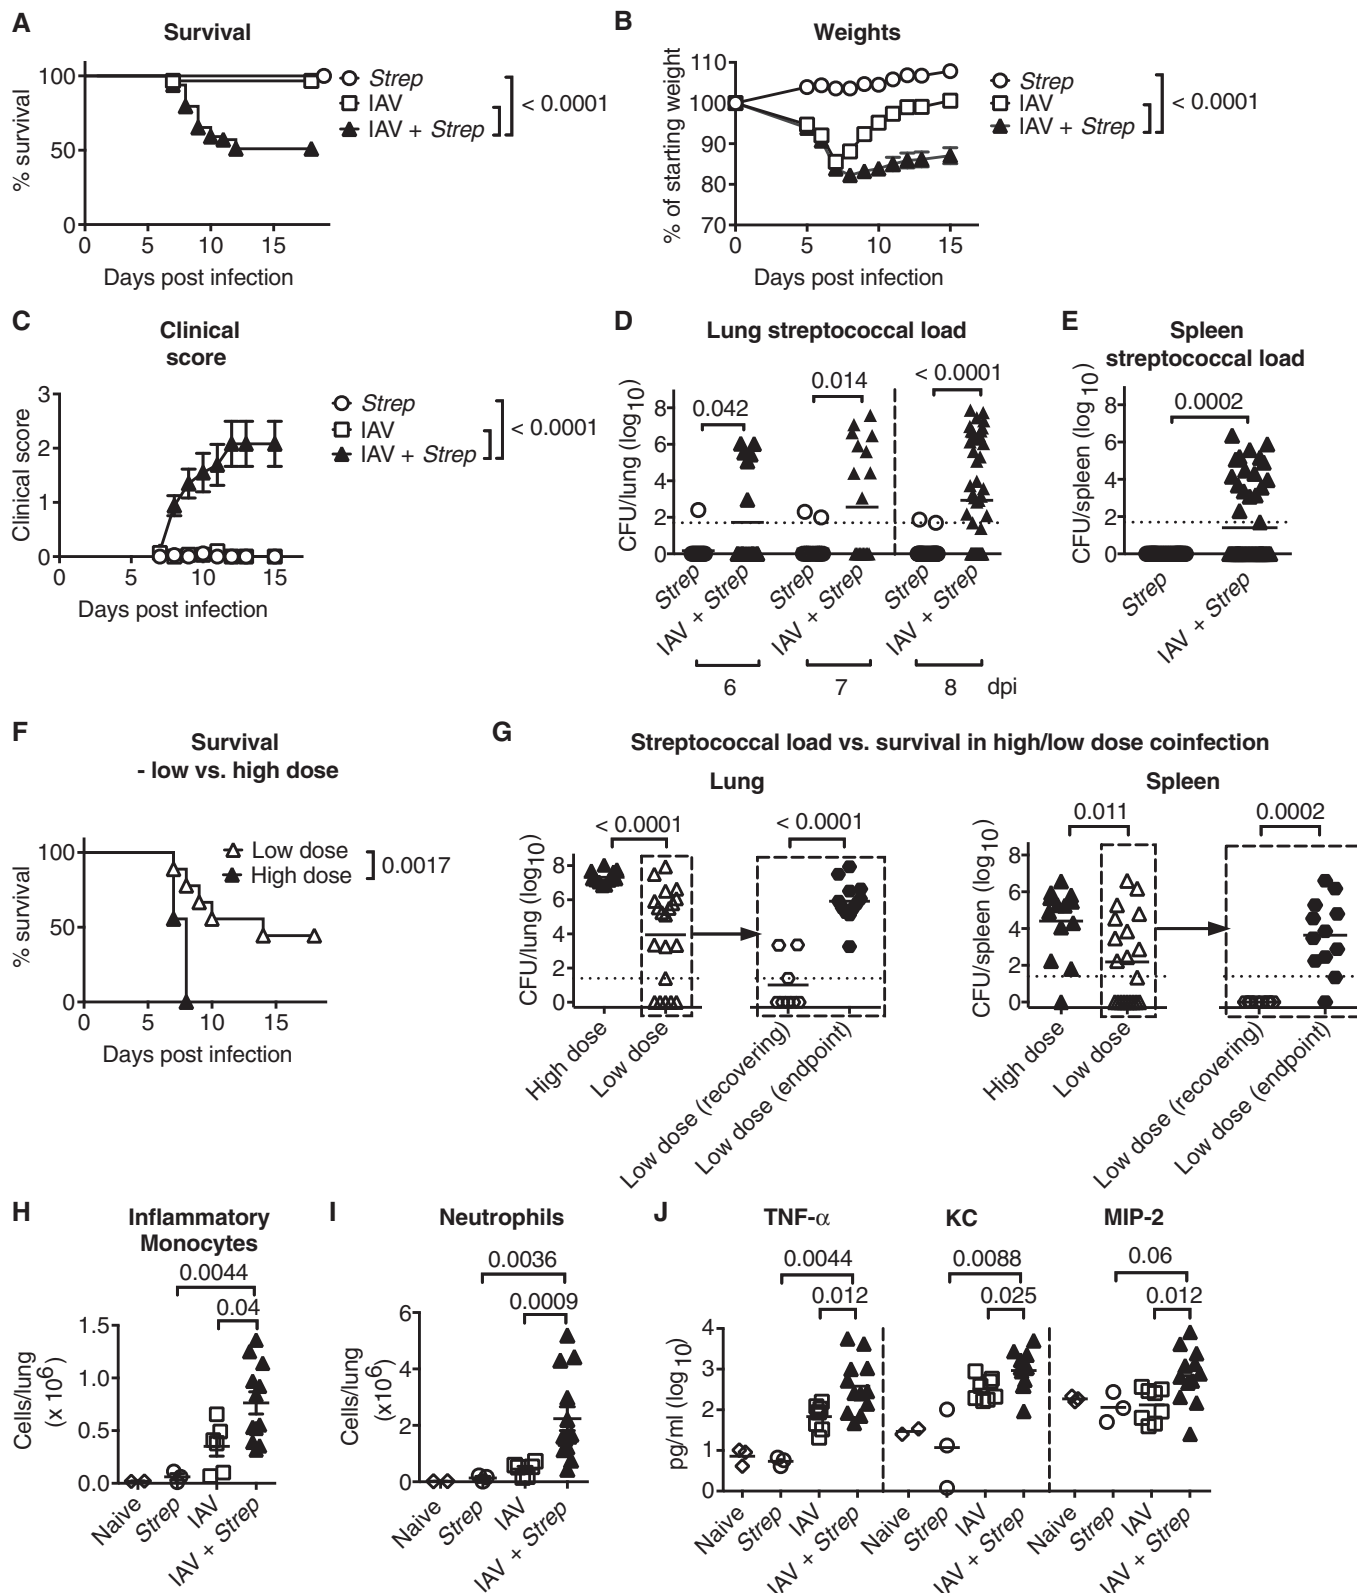 A
Survival
% survival
100
50
0
0 5 10 15
Days post infection
Strep
IAV
IAV + Strep
< 0.0001
B
Weights
% of starting weight
110
100
90
80
70
0 5 10 15
Days post infection
Strep
IAV
IAV + Strep
< 0.0001
C
Clinical
score
Clinical score
3
2
1
0
0 5 10 15
Days post infection
Strep
IAV
IAV + Strep
< 0.0001
D
Lung streptococcal load
CFU/lung (log10)
8
6
4
2
0
0.042
0.014
< 0.0001
Strep
IAV + Strep
Strep
IAV + Strep
Strep
IAV + Strep
6 7 8 dpi
E
Spleen
streptococcal load
CFU/spleen (log10)
8
6
4
2
0
0.0002
Strep
IAV + Strep
F
Survival
- low vs. high dose
% survival
100
50
0
0 5 10 15
Days post infection
Low dose
High dose
0.0017
G
Streptococcal load vs. survival in high/low dose coinfection
Lung
CFU/lung (log10)
8
6
4
2
0
< 0.0001
< 0.0001
High dose
Low dose
Low dose (recovering)
Low dose (endpoint)
Spleen
CFU/spleen (log10)
8
6
4
2
0
0.011
0.0002
High dose
Low dose
Low dose (recovering)
Low dose (endpoint)
H
Inflammatory
Monocytes
0.0044
0.04
Cells/lung
(x 10^6)
1.5
1.0
0.5
0.0
Naive
Strep
IAV
IAV + Strep
I
Neutrophils
0.0036
0.0009
Cells/lung
(x10^6)
6
4
2
0
Naive
Strep
IAV
IAV + Strep
J
TNF-α KC MIP-2
0.0044
0.012
0.0088
0.025
0.06
0.012
pg/ml (log10)
4
3
2
1
0
Naive
Strep
IAV
IAV + Strep
Naive
Strep
IAV
IAV + Strep
Naive
Strep
IAV
IAV + Strep